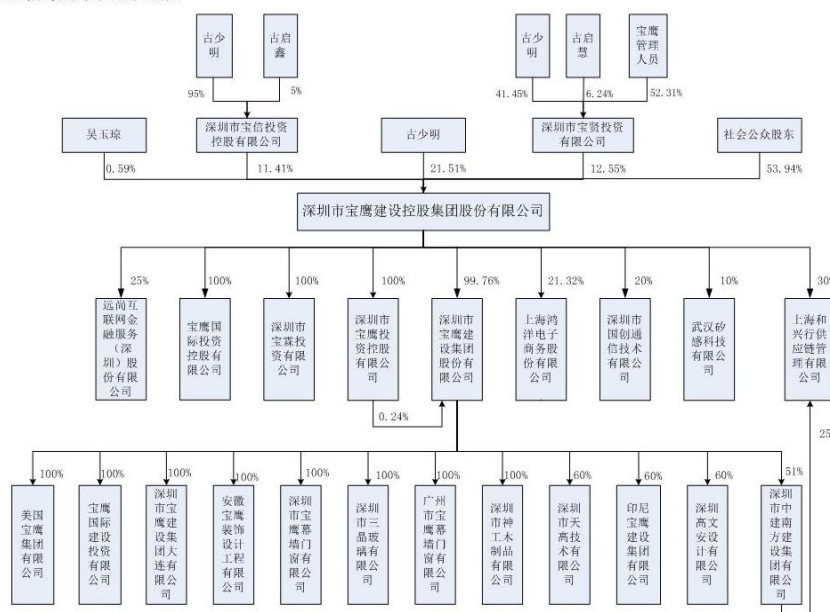 古少
明
古启
鑫
古少
明
古启
慧
宝鹰
管理
人员
95%
5%
41.45%
6.24%
52.31%
吴玉琼
深圳市宝信投资
控股有限公司
古少明
深圳市宝贤投资
有限公司
社会公众股东
0.59%
11.41%
21.51%
12.55%
53.94%
深圳市宝鹰建设控股集团股份有限公司
25%
100%
100%
100%
99.76%
21.32%
20%
10%
30%
远尚互
联网金
融服务
（深
圳）股
份有限
公司
宝鹰国
际投资
控股有
限公司
深圳市
宝霖投
资有限
公司
深圳市
宝鹰投
资控股
有限公
司
深圳市
宝鹰建
设集团
股份有
限公司
上海鸿
洋电子
商务股
份有限
公司
深圳市
国创通
信技术
有限公
司
武汉矽
感科技
有限公
司
上海和
兴行供
应链管
理有限
公司
0.24%
25
100%
100%
100%
100%
100%
100%
100%
100%
60%
60%
60%
51%
美国
宝鹰
集团
有限
公司
宝鹰
国际
建设
投资
有限
公司
深圳
市宝
鹰建
设集
团大
连有
限公
司
安徽
宝鹰
装饰
设计
工程
有限
公司
深圳
市宝
鹰幕
墙门
窗有
限公
司
深圳
市三
晶玻
璃有
限公
司
广州
市宝
鹰幕
墙门
窗有
限公
司
深圳
市神
工木
制品
有限
公司
深圳
市天
高技
术有
限公
司
印尼
宝鹰
建设
集团
有限
公司
深圳
高文
安设
计有
限公
司
深圳
市中
建南
方建
设集
团有
限公
司